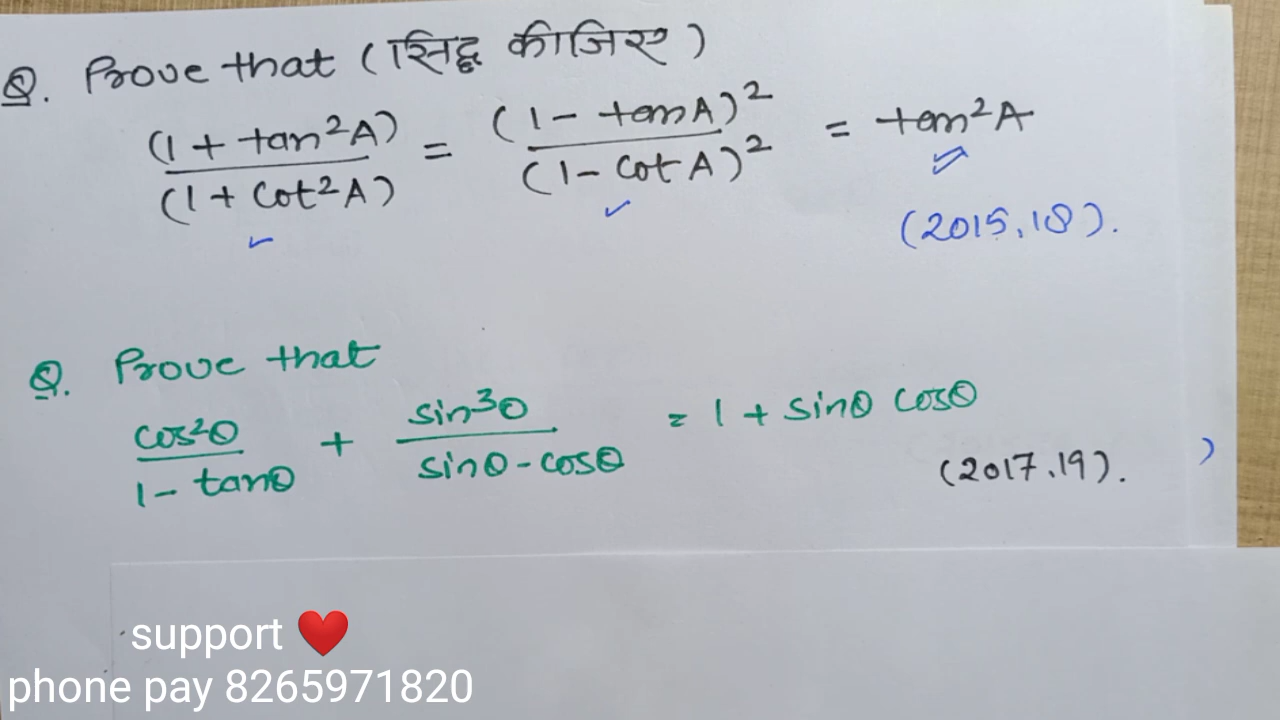 Q. Prove that (सिद्ध कीजिए)
(1 + tan²A) / (1 + Cot²A) = (1 - tanA)² / (1 - Cot A)² = tan²A
(2015,18).
Q. Prove that
cos²θ / 1 - tanθ + sin³θ / sinθ - cosθ = 1 + sinθ cosθ
(2017,19).
support ❤️
phone pay 8265971820